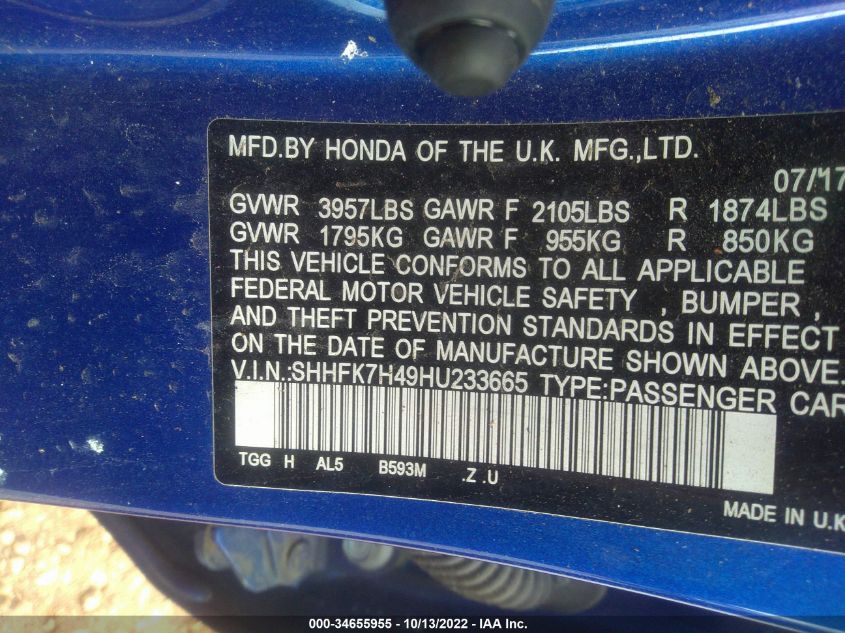 MFD.BY HONDA OF THE U.K. MFG.,LTD.
07/17
GVWR 3957LBS GAWR F 2105LBS R 1874LBS
GVWR 1795KG GAWR F 955KG R 850KG
THIS VEHICLE CONFORMS TO ALL APPLICABLE
FEDERAL MOTOR VEHICLE SAFETY , BUMPER ,
AND THEFT PREVENTION STANDARDS IN EFFECT
ON THE DATE OF MANUFACTURE SHOWN ABOVE.
V.I.N.:SHHFK7H49HU233665 TYPE:PASSENGER CAR
TGG H AL5 B593M .Z .U
MADE IN U.K
000-34655955 - 10/13/2022 - IAA Inc.